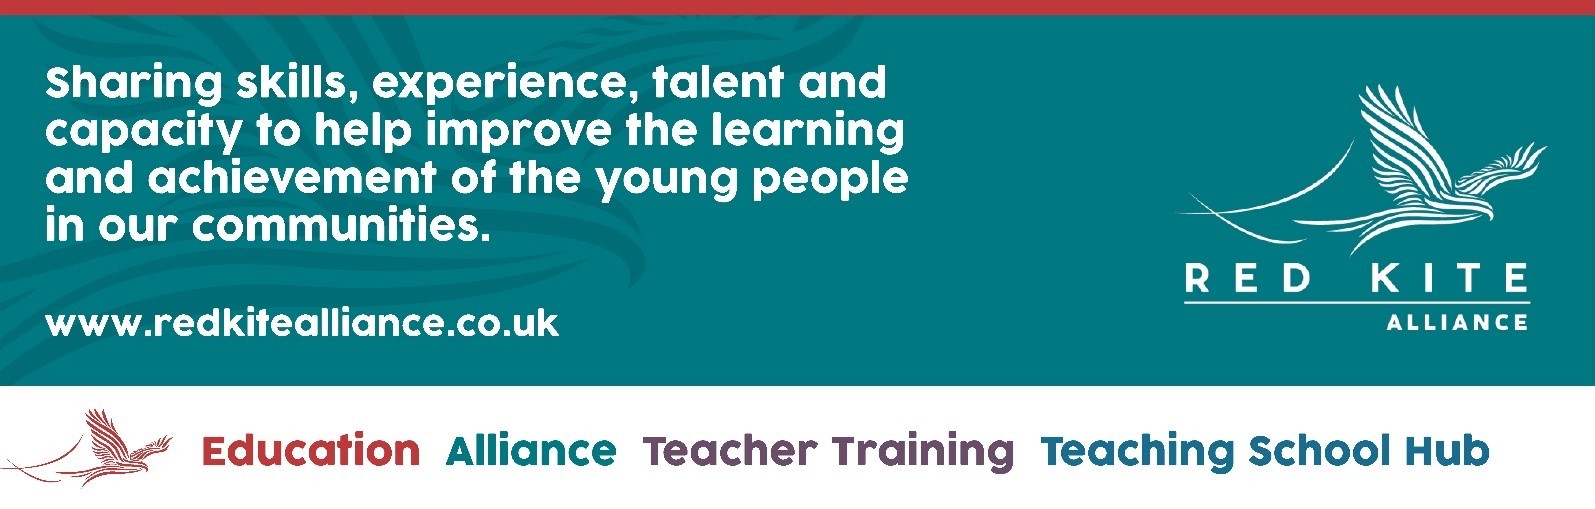 Sharing skills, experience, talent and
capacity to help improve the learning
and achievement of the young people
in our communities.
www.redkitealliance.co.uk
RED KITE
ALLIANCE
Education Alliance Teacher Training Teaching School Hub